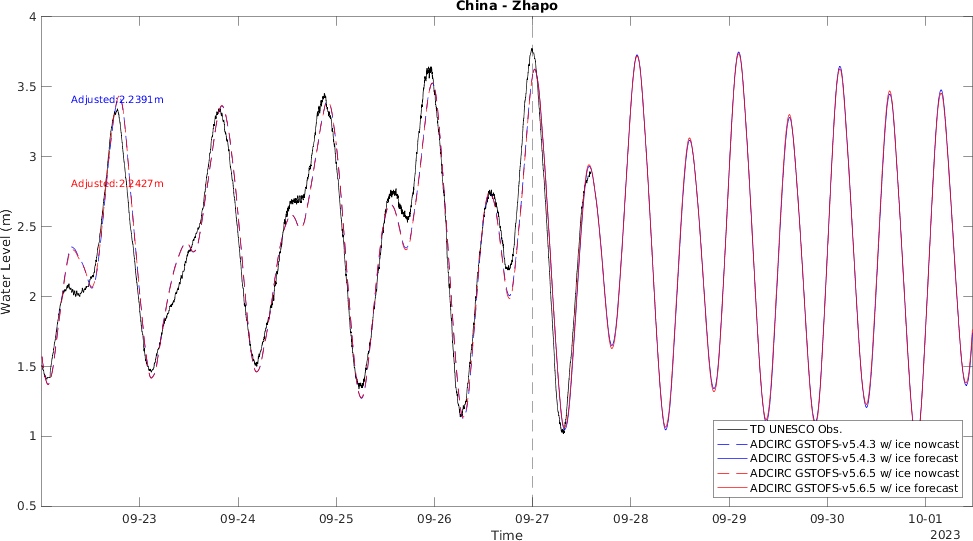 China - Zhapo
4
3.5
3
2.5
2
1.5
1
0.5
Water Level (m)
Adjusted:2.2391m
Adjusted:2.2427m
TD UNESCO Obs.
ADCIRC GSTOFS-v5.4.3 w/ ice nowcast
ADCIRC GSTOFS-v5.4.3 w/ ice forecast
ADCIRC GSTOFS-v5.6.5 w/ ice nowcast
ADCIRC GSTOFS-v5.6.5 w/ ice forecast
09-23 09-24 09-25 09-26 09-27 09-28 09-29 09-30 10-01
Time
2023